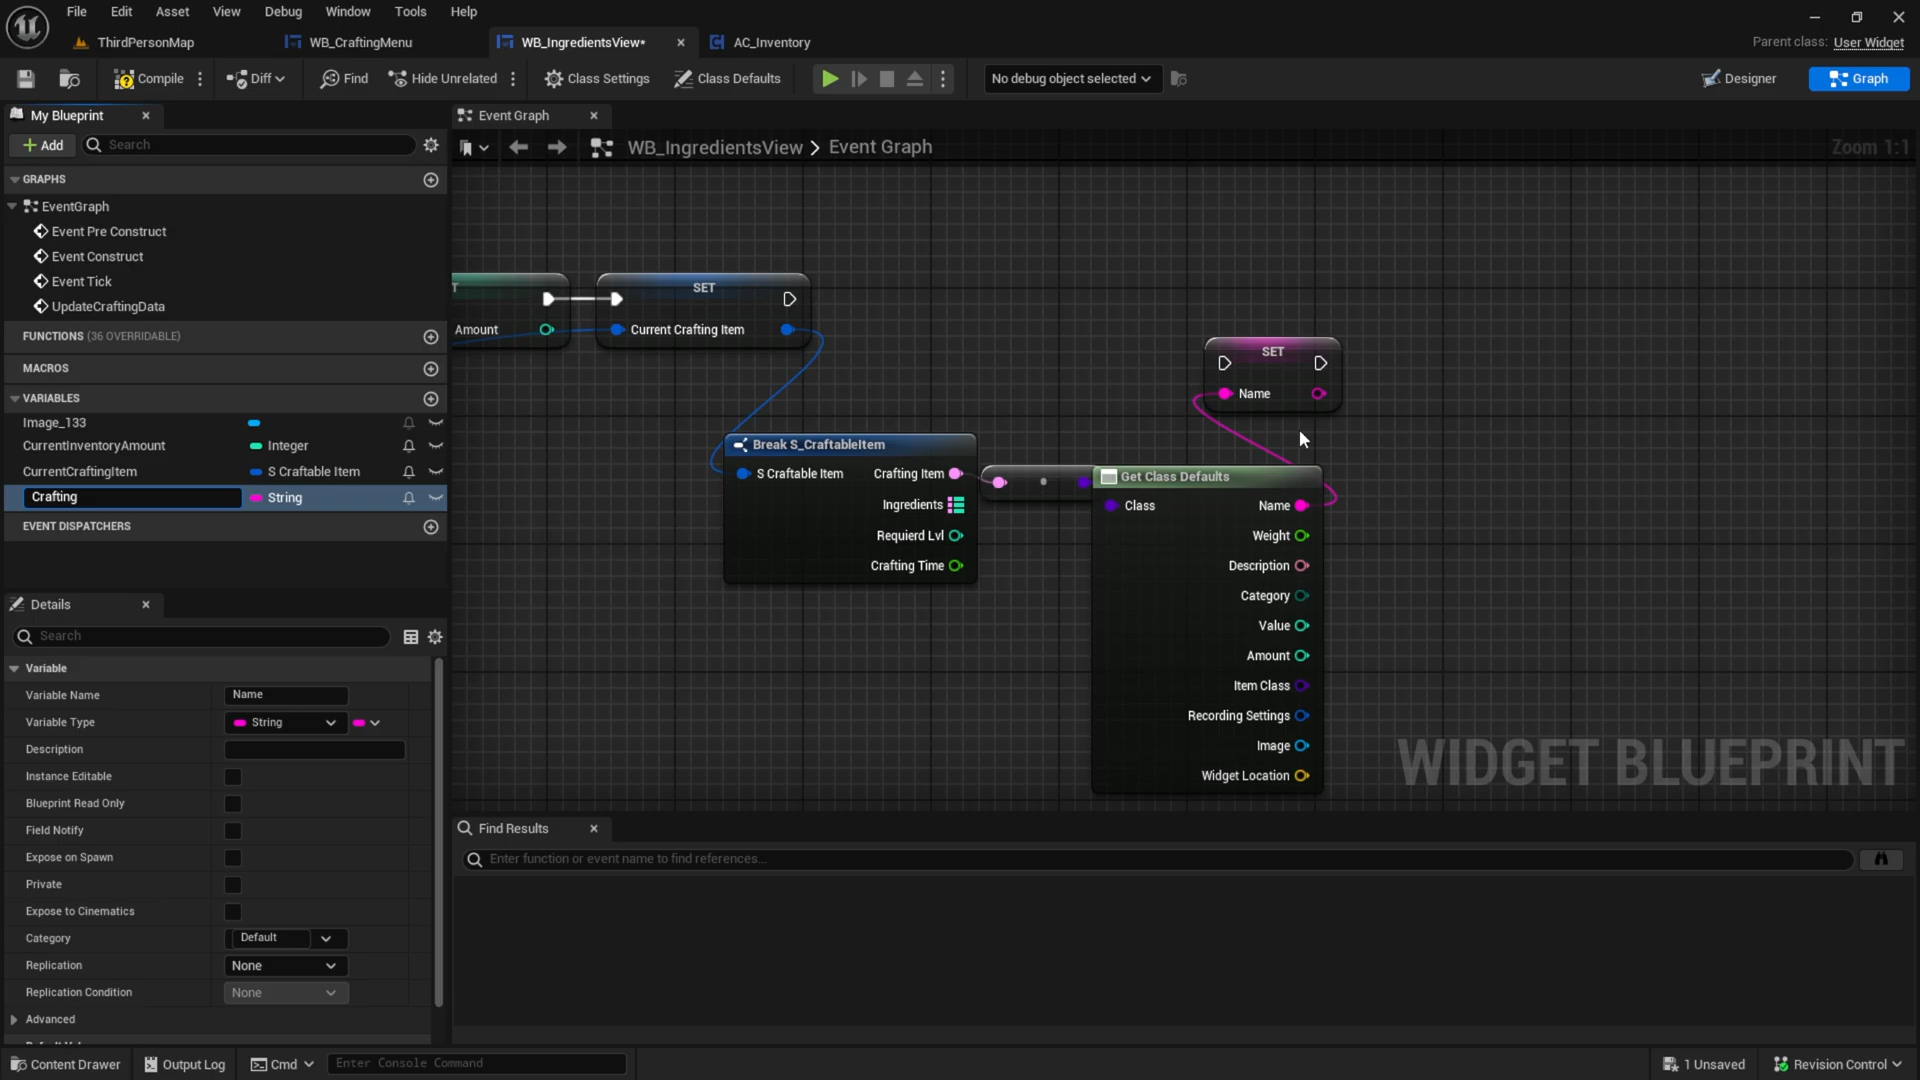 File Edit Asset View Debug Window Tools Help
ThirdPersonMap WB_CraftingMenu WB_IngredientsView* AC_Inventory
Parent class: User Widget
Compile Diff Find Hide Unrelated Class Settings Class Defaults No debug object selected Designer Graph
My Blueprint
Add Search
GRAPHS
EventGraph
Event Pre Construct
Event Construct
Event Tick
UpdateCraftingData
FUNCTIONS (36 OVERRIDABLE)
MACROS
VARIABLES
Image_133
CurrentInventoryAmount Integer
CurrentCraftingItem S Craftable Item
Crafting String
EVENT DISPATCHERS
Details
Search
Variable
Variable Name Name
Variable Type String
Description
Instance Editable
Blueprint Read Only
Field Notify
Expose on Spawn
Private
Expose to Cinematics
Category Default
Replication None
Replication Condition None
Advanced
Event Graph
WB_IngredientsView > Event Graph
Zoom 1:1
T
Amount
SET
Current Crafting Item
SET
Name
Break S_CraftableItem
S Craftable Item Crafting Item
Ingredients
Requierd Lvl
Crafting Time
Get Class Defaults
Class Name
Weight
Description
Category
Value
Amount
Item Class
Recording Settings
Image
Widget Location
WIDGET BLUEPRINT
Find Results
Enter function or event name to find references...
Content Drawer Output Log Cmd Enter Console Command 1 Unsaved Revision Control